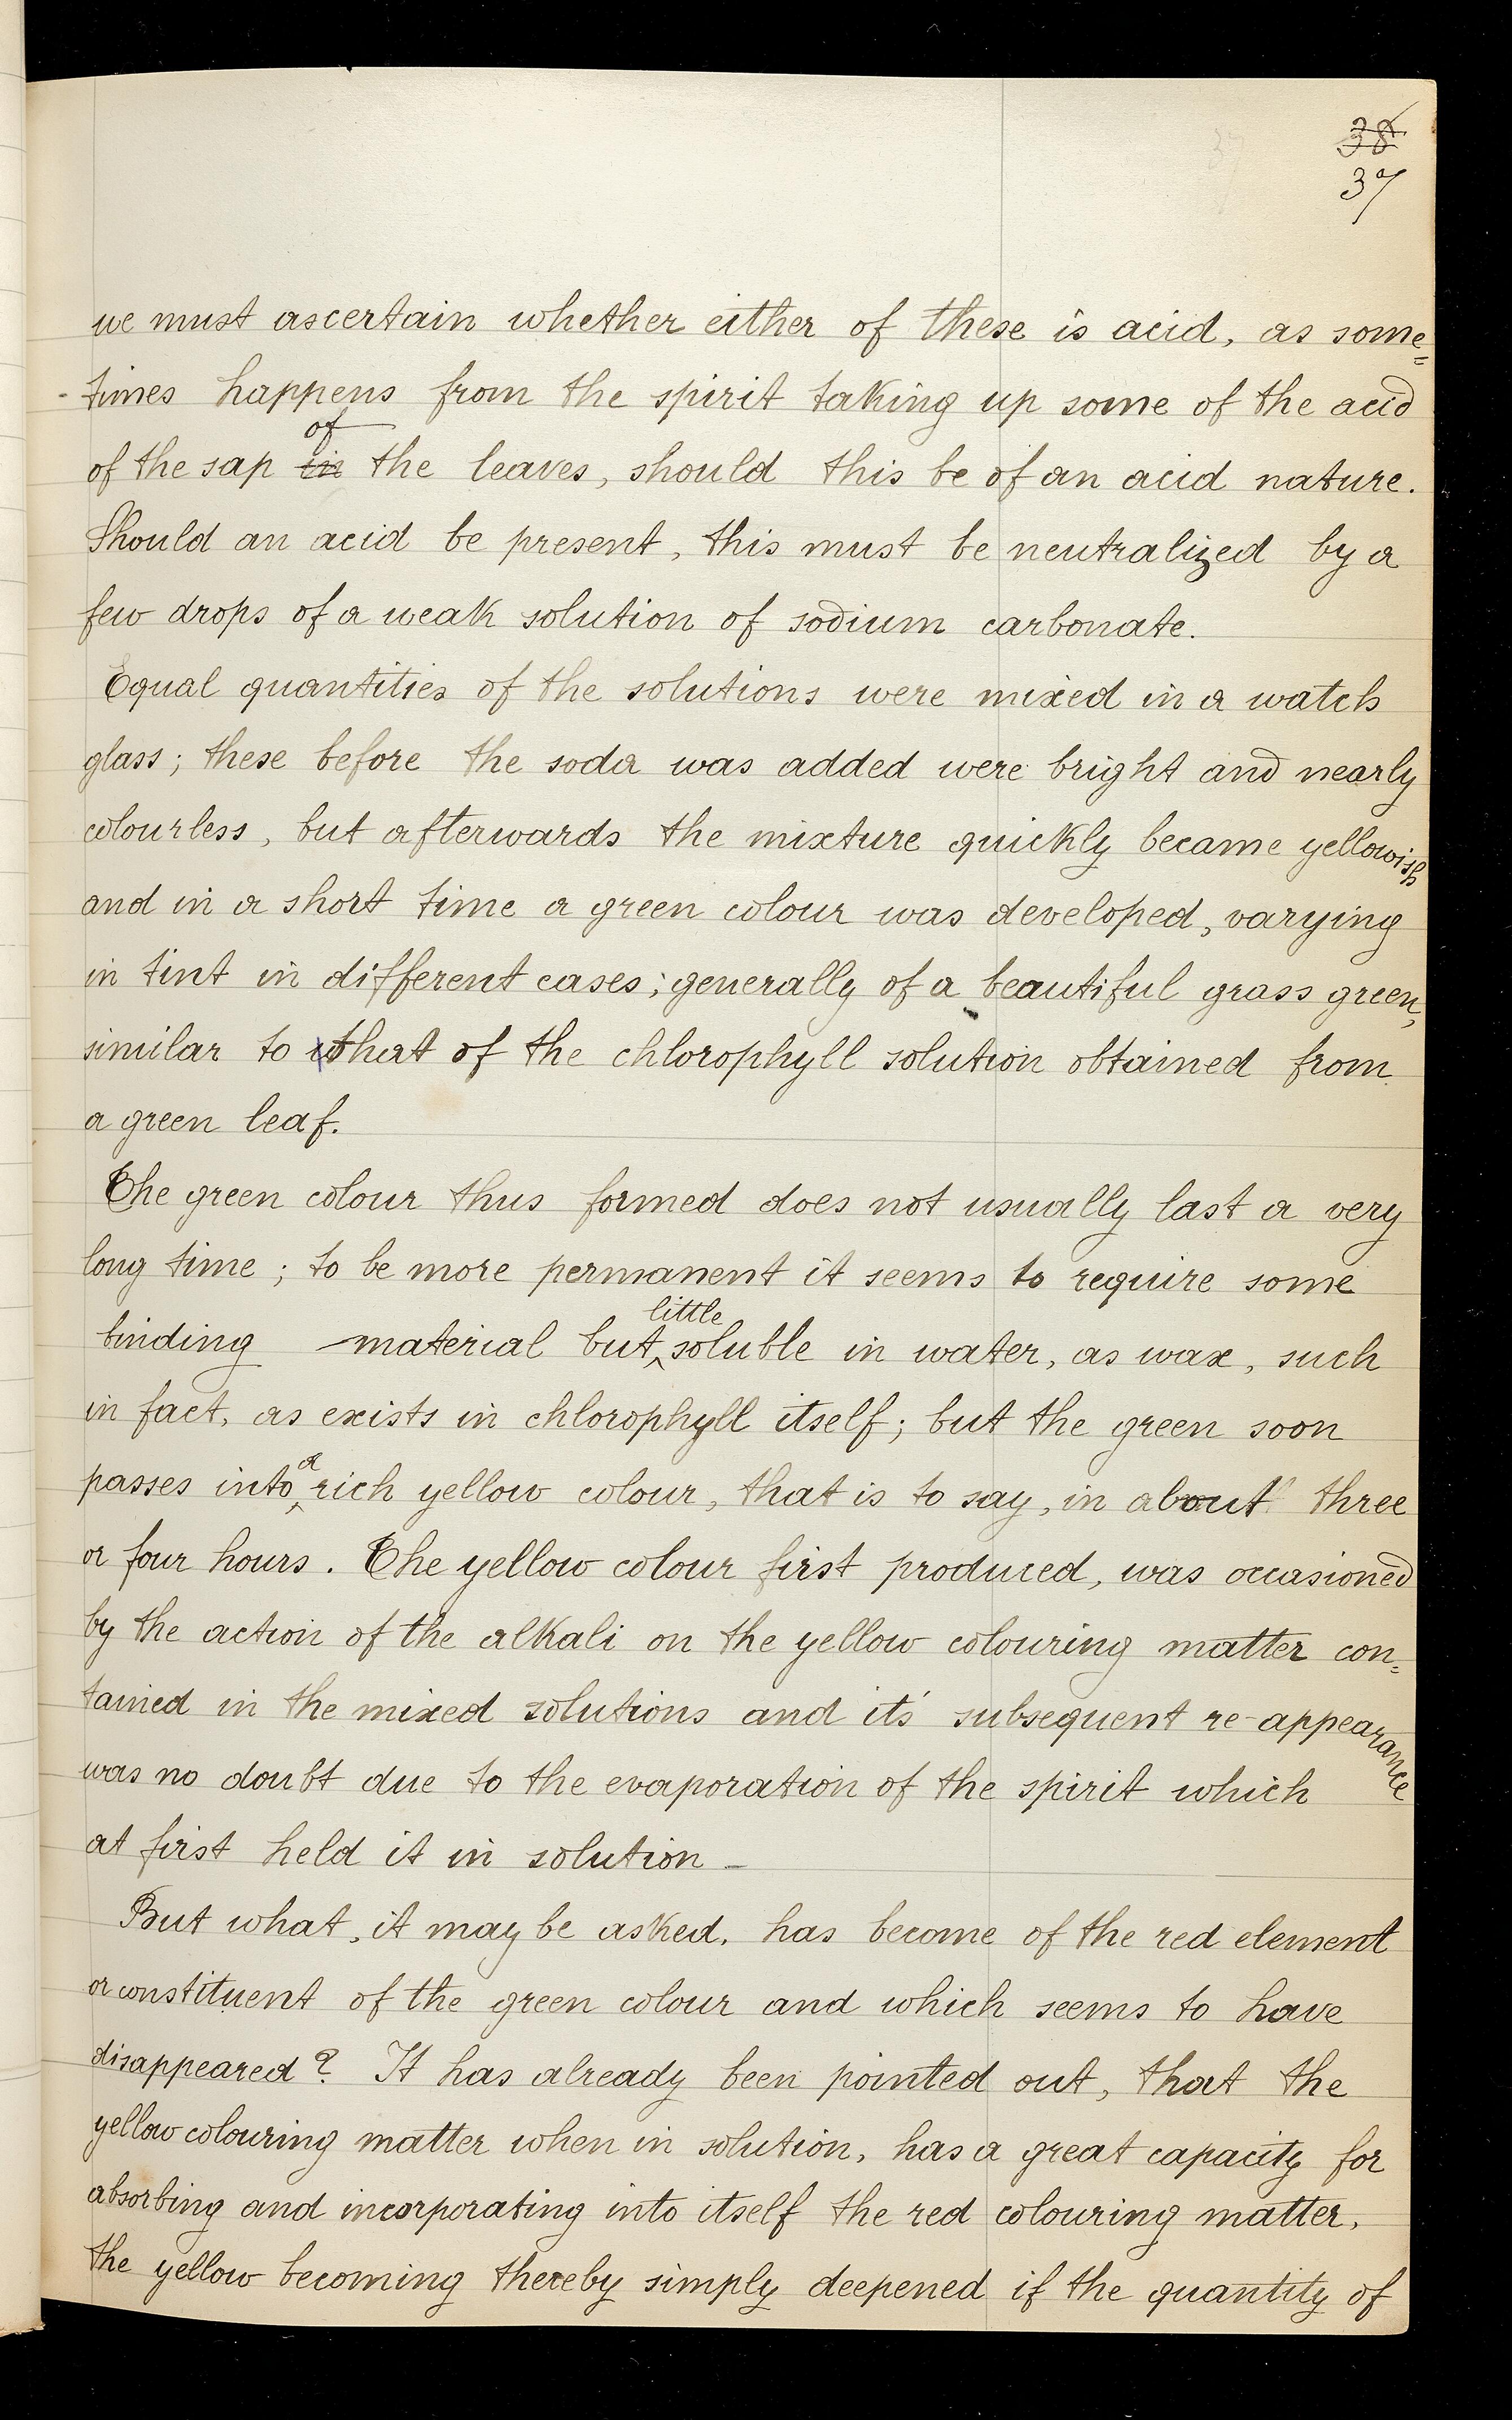 38
37
we must ascertain whether either of these is acid, as some=
-times happens from the spirit taking up some of the acid
of
of the sap in the leaves, should this be of an acid nature.
Should an acid be present, this must be neutralized by a
few drops of a weak solution of sodium carbonate.
Equal quantities of the solutions were mixed in a watch
glass; these before the soda was added were bright and nearly
colourless, but afterwards the mixture quickly became yellowish
and in a short time a green colour was developed, varying
in tint in different cases; generally of a beautiful grass green,
similar to that of the chlorophyll solution obtained from
a green leaf.
The green colour thus formed does not usually last a very
long time; to be more permanent it seems to require some
little
binding material but soluble in water, as wax, such
in fact, as exists in chlorophyll itself; but the green soon
a
passes into rich yellow colour, that is to say, in about three
or four hours. The yellow colour first produced, was occasioned
by the action of the alkali on the yellow colouring matter con=
tained in the mixed solutions and it's subsequent re-appearance
was no doubt due to the evaporation of the spirit which
at first held it in solution -
But what, it may be asked, has become of the red element
or constituent of the green colour and which seems to have
disappeared? It has already been pointed out, that the
yellow colouring matter when in solution, has a great capacity for
absorbing and incorporating into itself the red colouring matter,
the yellow becoming thereby simply deepened if the quantity of